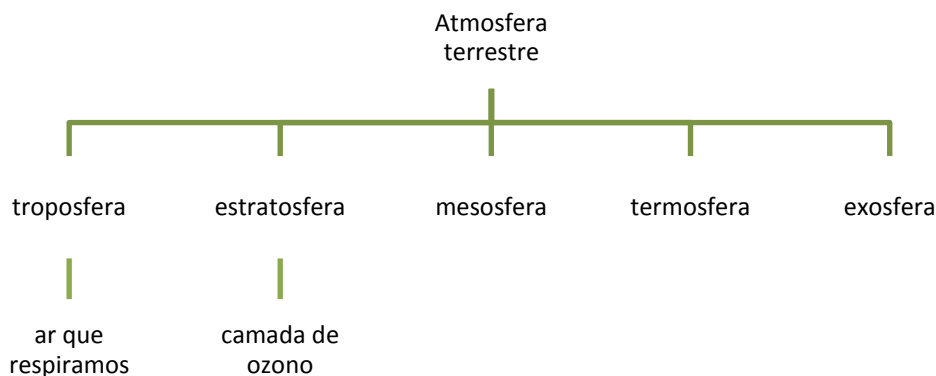 Atmosfera
terrestre
troposfera
estratosfera
mesosfera
termosfera
exosfera
ar que
respiramos
camada de
ozono